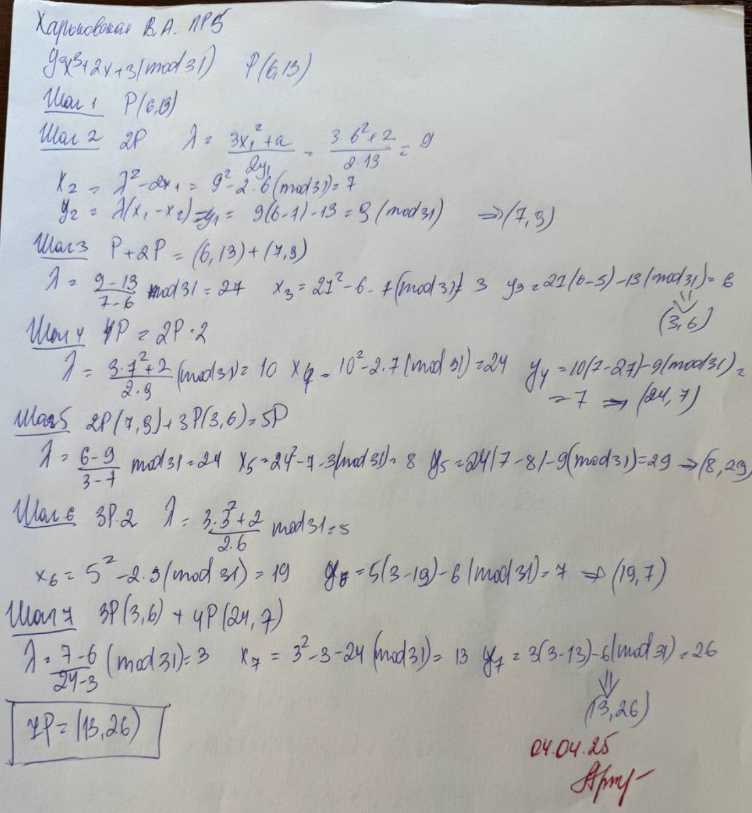 Харьковская В.А. ПР5
y²=x³+2x+3(mod 31) P(6,13)
Шаг 1 P(6,13)
Шаг 2 2P λ = (3x₁²+a)/(2y₁) = (3·6²+2)/(2·13) = 9
x₂ = λ²-2x₁ = 9²-2·6(mod 31) = 7
y₂ = λ(x₁-x₂)-y₁ = 9(6-7)-13 = 9(mod 31) ⇒ (7,9)
Шаг 3 P+2P = (6,13)+(7,9)
λ = (9-13)/(7-6) mod 31 = 27 x₃ = 27²-6-7(mod 31) = 3 y₃ = 27(6-3)-13(mod 31) = 6
⇓
(3,6)
Шаг 4 4P = 2P·2
λ = (3·7²+2)/(2·9) (mod 31) = 10 x₄ = 10²-2·7(mod 31) = 24 y₄ = 10(7-27)-9(mod 31) =
= 7 ⇒ (24,7)
Шаг 5 2P(7,9)+3P(3,6) = 5P
λ = (6-9)/(3-7) mod 31 = 24 x₅ = 24²-7-3(mod 31) = 8 y₅ = 24(7-8)-9(mod 31) = 29 ⇒ (8,29)
Шаг 6 3P·2 λ = (3·3²+2)/(2·6) mod 31 = 5
x₆ = 5²-2·3(mod 31) = 19 y₆ = 5(3-19)-6(mod 31) = 7 ⇒ (19,7)
Шаг 7 3P(3,6) + 4P(24,7)
λ = (7-6)/(24-3) (mod 31) = 3 x₇ = 3²-3-24(mod 31) = 13 y₇ = 3(3-13)-6(mod 31) = 26
⇓
(13,26)
7P = (13,26)
04.04.25